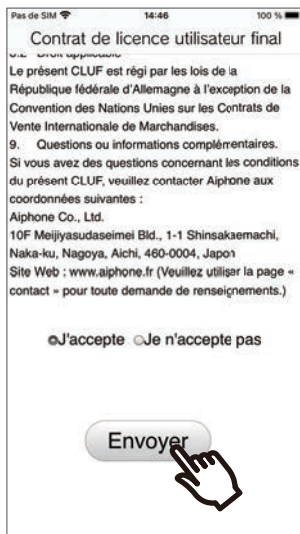 Pas de SIM 14:46 100 %
Contrat de licence utilisateur final
8.2 Droit applicable
Le présent CLUF est régi par les lois de la
République fédérale d'Allemagne à l'exception de la
Convention des Nations Unies sur les Contrats de
Vente Internationale de Marchandises.
9. Questions ou informations complémentaires.
Si vous avez des questions concernant les conditions
du présent CLUF, veuillez contacter Aiphone aux
coordonnées suivantes :
Aiphone Co., Ltd.
10F Meijiyasudaseimei Bld., 1-1 Shinsakaemachi,
Naka-ku, Nagoya, Aichi, 460-0004, Japon
Site Web : www.aiphone.fr (Veuillez utiliser la page «
contact » pour toute demande de renseignements.)
J'accepte Je n'accepte pas
Envoyer